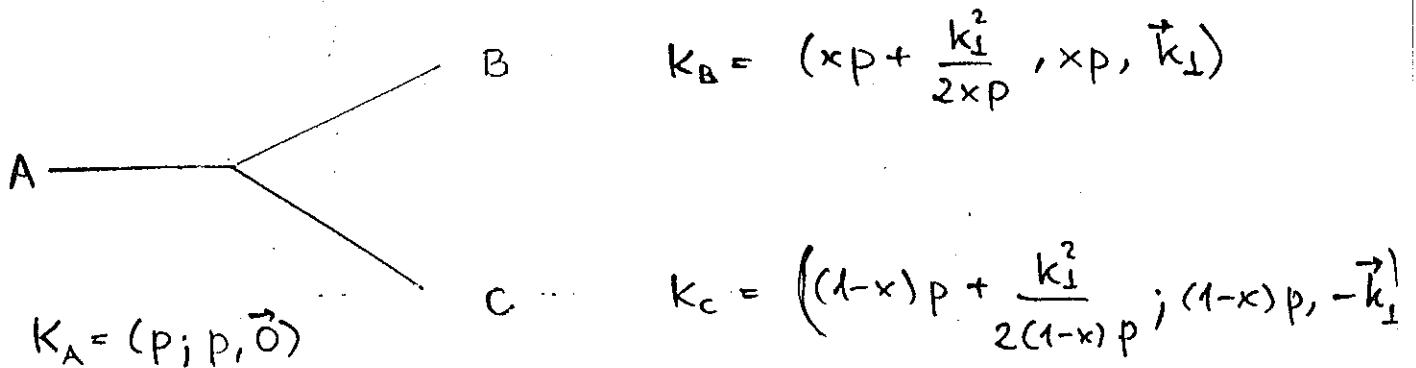 B K_B = (xp + k_⊥²/2xp , xp, k⃗_⊥)
A
C K_C = ((1-x)p + k_⊥²/2(1-x)p ; (1-x)p, -k⃗_⊥)
K_A = (p; p, 0⃗)